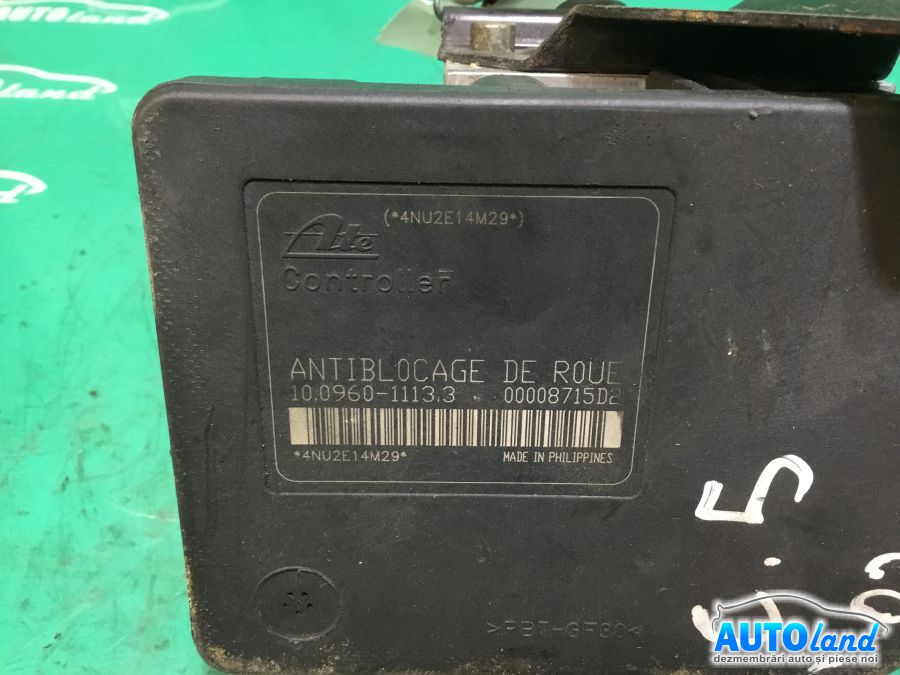 AUTOland
(*4NU2E14M29*)
Ate
Controller
ANTIBLOCAGE DE ROUE
10.0960-1113.3 00008715D2
*4NU2E14M29* MADE IN PHILIPPINES
>PBT-GF30<
AUTOland
dezmembrări auto și piese noi